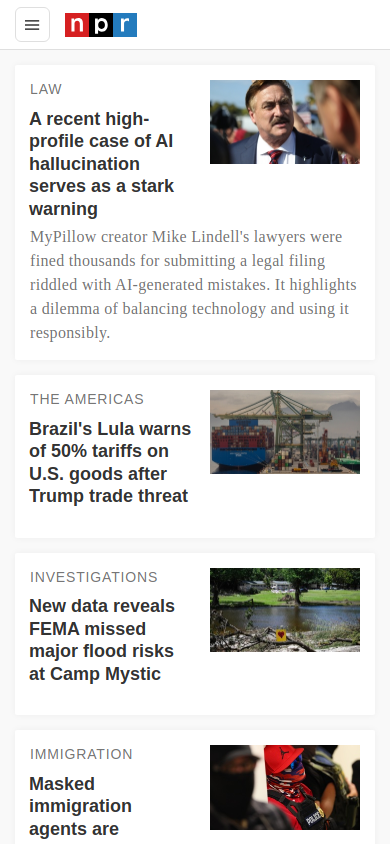 npr
LAW
A recent high-
profile case of AI
hallucination
serves as a stark
warning
MyPillow creator Mike Lindell's lawyers were
fined thousands for submitting a legal filing
riddled with AI-generated mistakes. It highlights
a dilemma of balancing technology and using it
responsibly.
THE AMERICAS
Brazil's Lula warns
of 50% tariffs on
U.S. goods after
Trump trade threat
INVESTIGATIONS
New data reveals
FEMA missed
major flood risks
at Camp Mystic
IMMIGRATION
Masked
immigration
agents are
POLICE